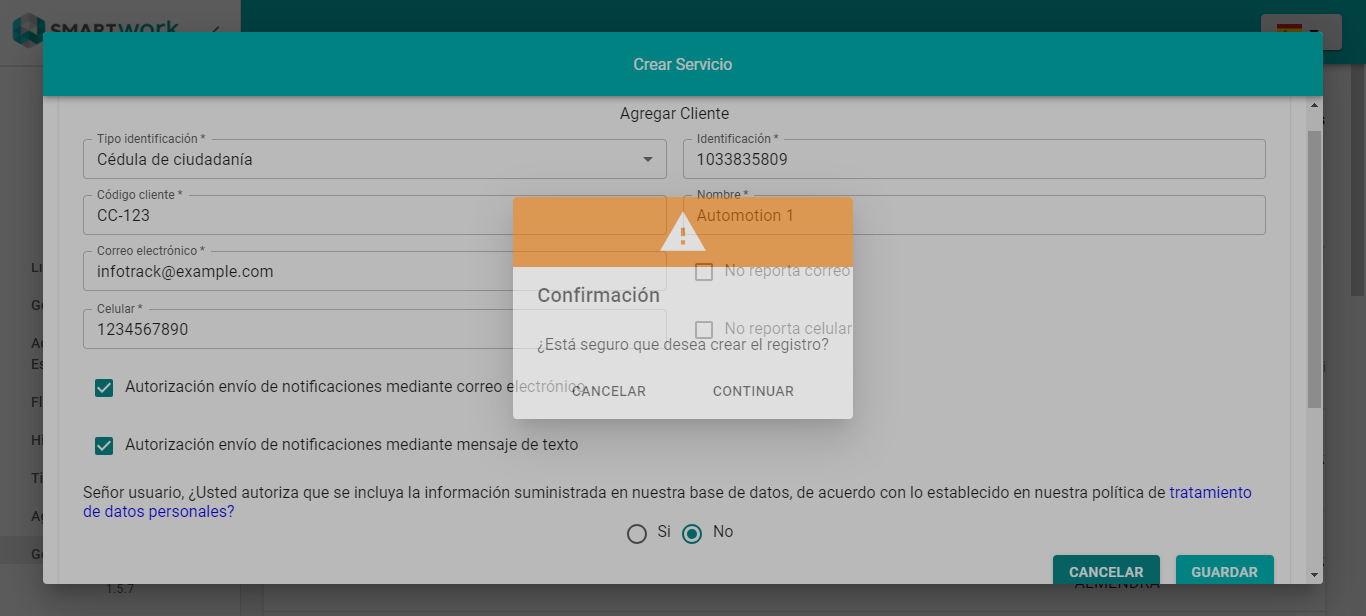 SMARTwork
Crear Servicio
Agregar Cliente
Tipo identificación *
Cédula de ciudadanía
Identificación *
1033835809
Código cliente *
CC-123
Nombre *
Automotion 1
Correo electrónico *
infotrack@example.com
No reporta correo
Celular *
1234567890
No reporta celular
Confirmación
¿Está seguro que desea crear el registro?
CANCELAR
CONTINUAR
Autorización envío de notificaciones mediante correo electrónico
Autorización envío de notificaciones mediante mensaje de texto
Señor usuario, ¿Usted autoriza que se incluya la información suministrada en nuestra base de datos, de acuerdo con lo establecido en nuestra política de tratamiento
de datos personales?
Si
No
CANCELAR
GUARDAR
ALMENDRA
1.5.7